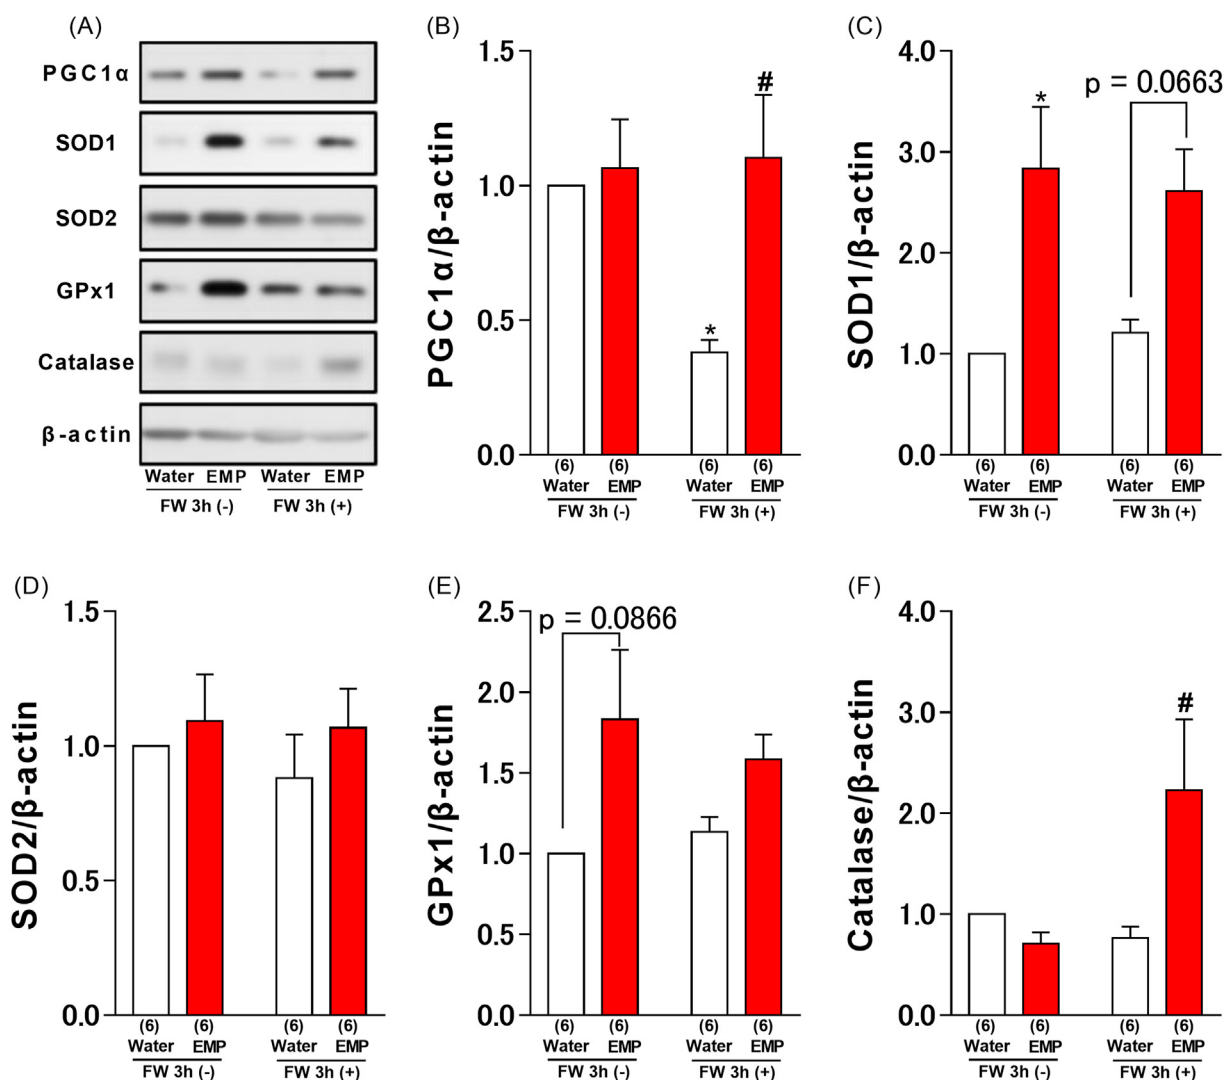 (A)
PGC1α
SOD1
SOD2
GPx1
Catalase
β-actin
Water EMP Water EMP
FW 3h (-) FW 3h (+)
(B)
PGC1α/β-actin
1.5
1.0
0.5
0.0
*
#
(6) (6) (6) (6)
Water EMP Water EMP
FW 3h (-) FW 3h (+)
(C)
SOD1/β-actin
4.0
3.0
2.0
1.0
0.0
*
p = 0.0663
(6) (6) (6) (6)
Water EMP Water EMP
FW 3h (-) FW 3h (+)
(D)
SOD2/β-actin
1.5
1.0
0.5
0.0
(6) (6) (6) (6)
Water EMP Water EMP
FW 3h (-) FW 3h (+)
(E)
GPx1/β-actin
2.5
2.0
1.5
1.0
0.5
0.0
p = 0.0866
(6) (6) (6) (6)
Water EMP Water EMP
FW 3h (-) FW 3h (+)
(F)
Catalase/β-actin
4.0
3.0
2.0
1.0
0.0
#
(6) (6) (6) (6)
Water EMP Water EMP
FW 3h (-) FW 3h (+)